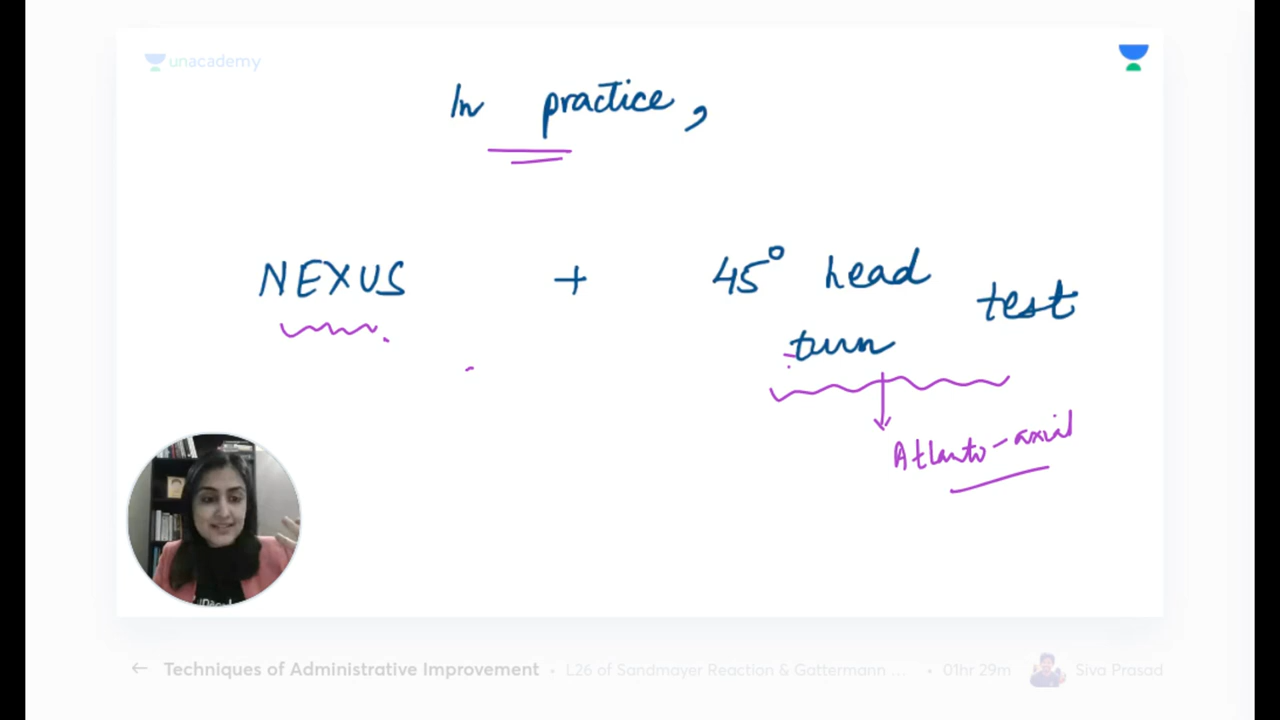 unacademy
In practice,
NEXUS + 45° head turn test
Atlanto-axial
← Techniques of Administrative Improvement • L26 of Sandmayer Reaction & Gattermann ... • 01hr 29m Siva Prasad